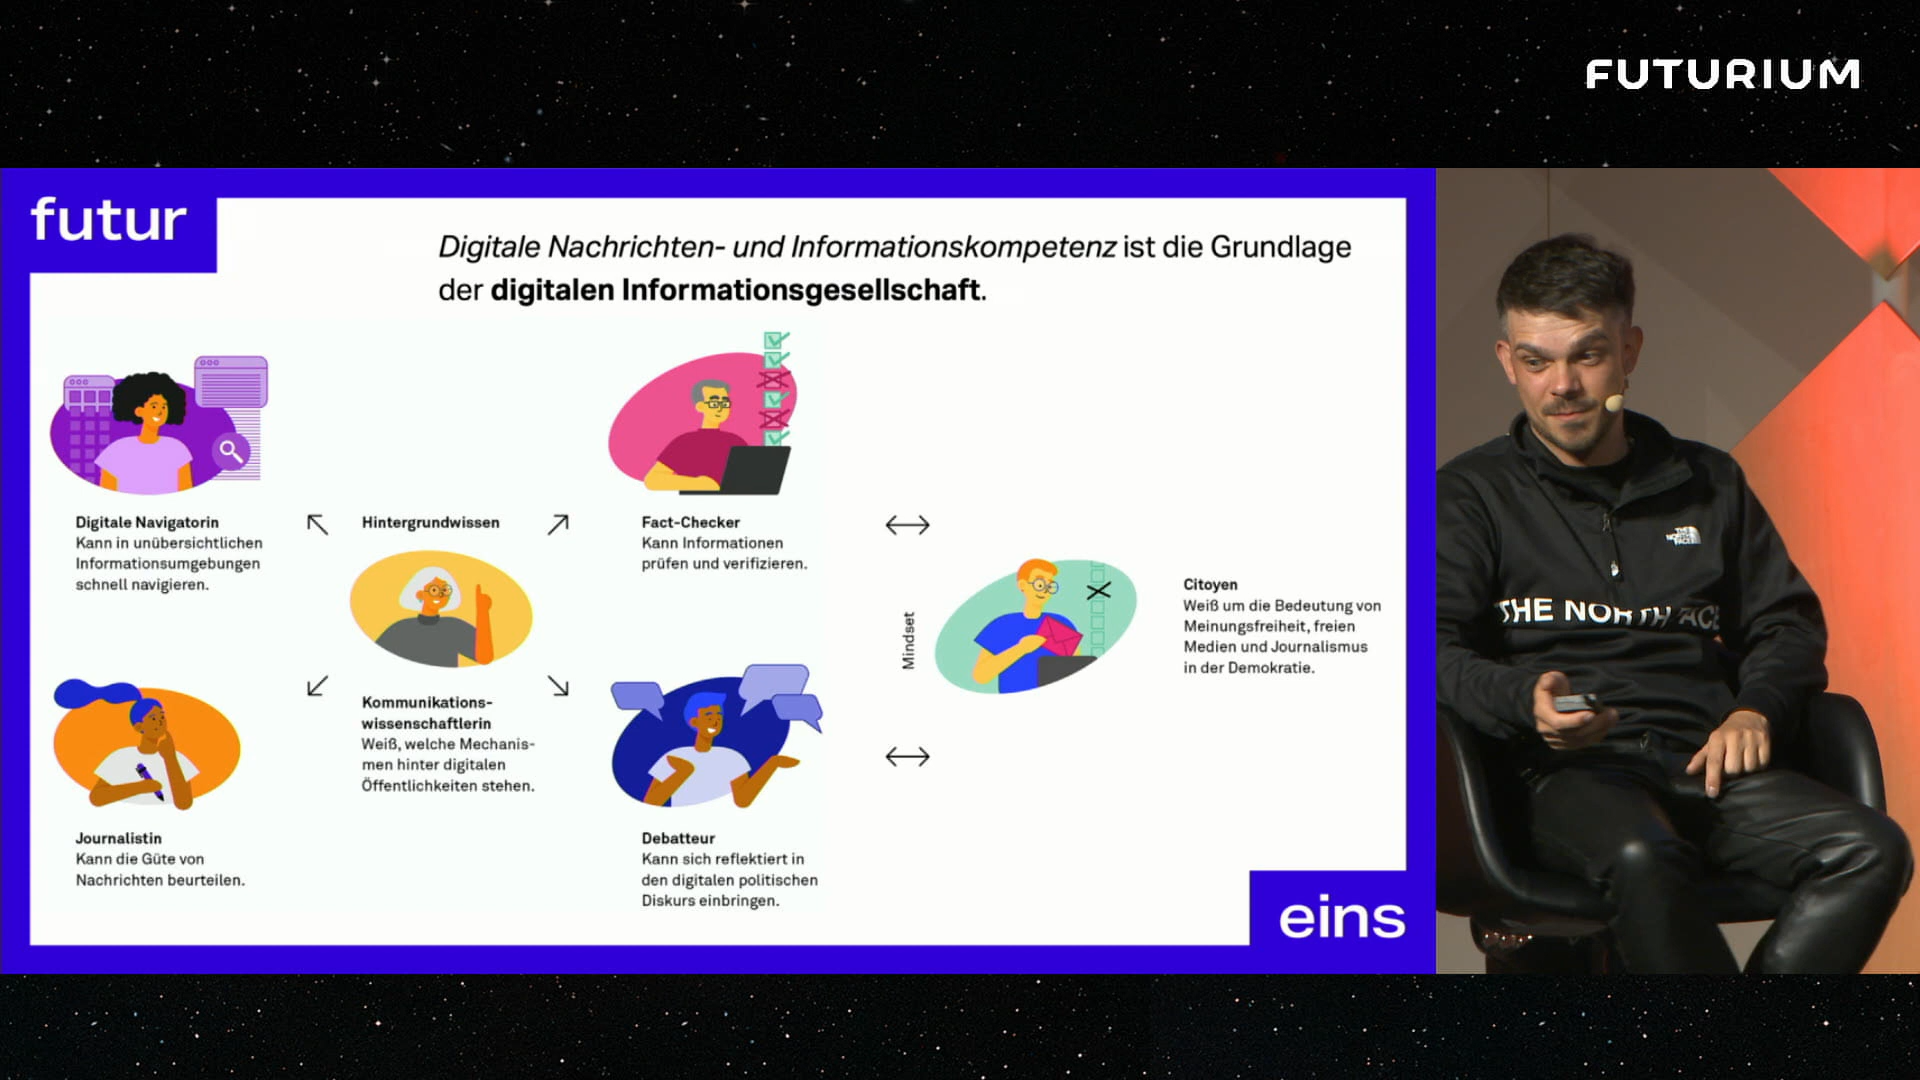 FUTURIUM
futur
Digitale Nachrichten- und Informationskompetenz ist die Grundlage
der digitalen Informationsgesellschaft.
Digitale Navigatorin
Kann in unübersichtlichen
Informationsumgebungen
schnell navigieren.
Hintergrundwissen
Fact-Checker
Kann Informationen
prüfen und verifizieren.
Kommunikations-
wissenschaftlerin
Weiß, welche Mechanis-
men hinter digitalen
Öffentlichkeiten stehen.
Journalistin
Kann die Güte von
Nachrichten beurteilen.
Debatteur
Kann sich reflektiert in
den digitalen politischen
Diskurs einbringen.
Mindset
Citoyen
Weiß um die Bedeutung von
Meinungsfreiheit, freien
Medien und Journalismus
in der Demokratie.
eins
THE
NORTH
FACE
THE NORTH FACE